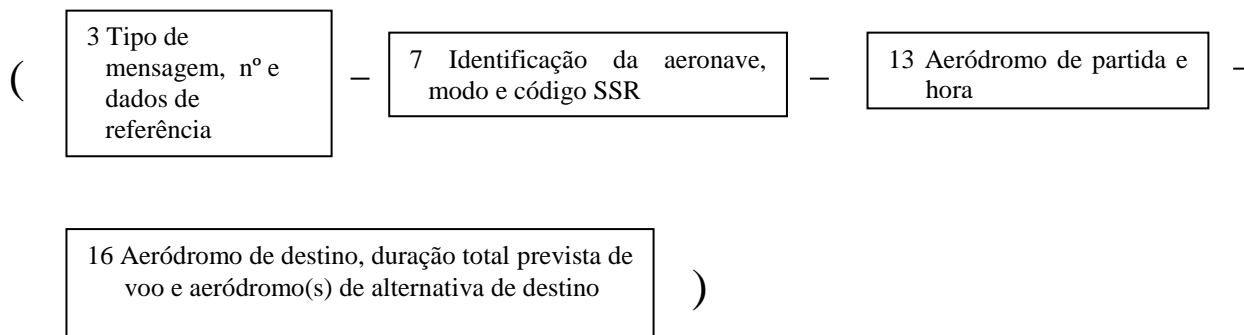 ( 3 Tipo de
mensagem, nº e
dados de
referência
– 7 Identificação da aeronave,
modo e código SSR
– 13 Aeródromo de partida e
hora –
16 Aeródromo de destino, duração total prevista de
voo e aeródromo(s) de alternativa de destino )